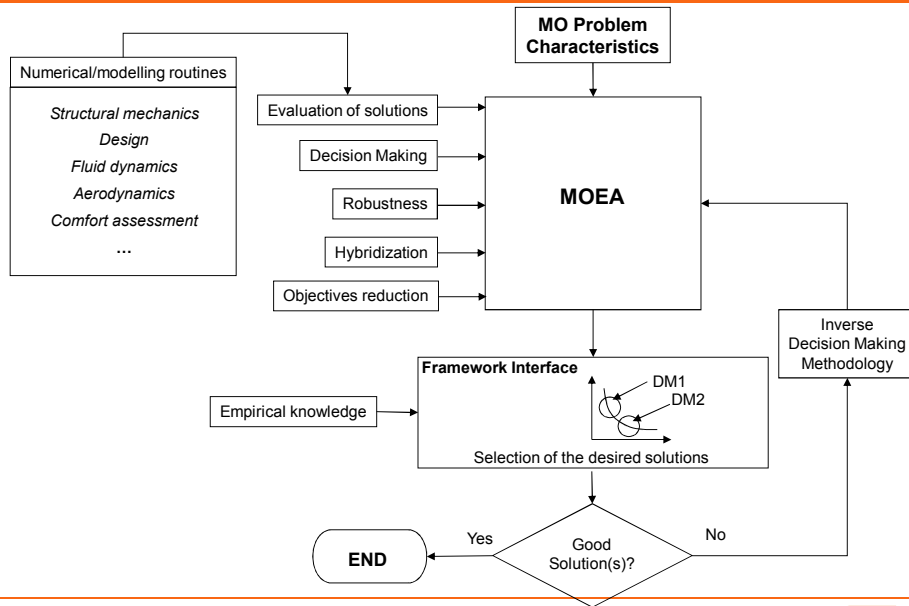 MO Problem
Characteristics
Numerical/modelling routines
Structural mechanics
Design
Fluid dynamics
Aerodynamics
Comfort assessment
...
Evaluation of solutions
Decision Making
Robustness
Hybridization
Objectives reduction
MOEA
Inverse
Decision Making
Methodology
Framework Interface
DM1
DM2
Selection of the desired solutions
Empirical knowledge
Good
Solution(s)?
Yes
No
END